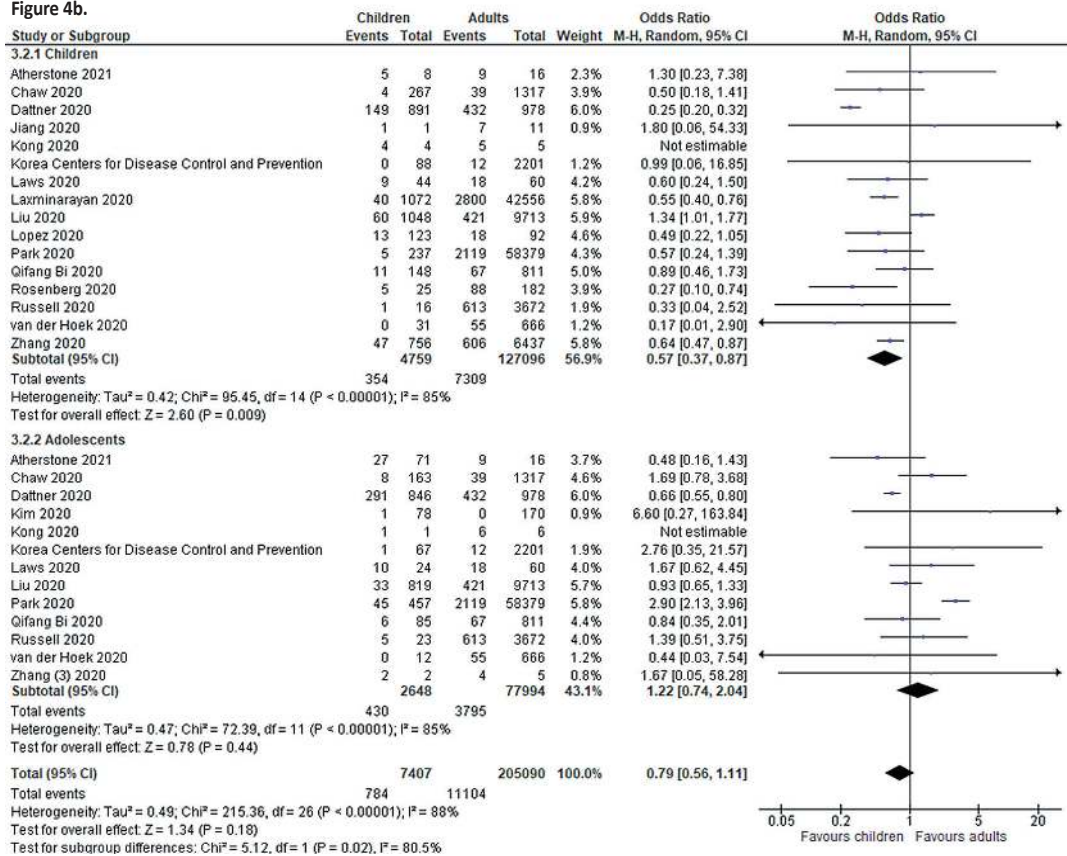 Figure 4b.
Children Adults Odds Ratio Odds Ratio
Study or Subgroup Events Total Events Total Weight M-H, Random, 95% CI M-H, Random, 95% CI
3.2.1 Children
Atherstone 2021 5 8 9 16 2.3% 1.30 [0.23, 7.38]
Chaw 2020 4 267 39 1317 3.9% 0.50 [0.18, 1.41]
Dattner 2020 149 891 432 978 6.0% 0.25 [0.20, 0.32]
Jiang 2020 1 1 7 11 0.9% 1.80 [0.06, 54.33]
Kong 2020 4 4 5 5 Not estimable
Korea Centers for Disease Control and Prevention 0 88 12 2201 1.2% 0.99 [0.06, 16.85]
Laws 2020 9 44 18 60 4.2% 0.60 [0.24, 1.50]
Laxminarayan 2020 40 1072 2800 42556 5.8% 0.55 [0.40, 0.76]
Liu 2020 60 1048 421 9713 5.9% 1.34 [1.01, 1.77]
Lopez 2020 13 123 18 92 4.6% 0.49 [0.22, 1.05]
Park 2020 5 237 2119 58379 4.3% 0.57 [0.24, 1.39]
Qifang Bi 2020 11 148 67 811 5.0% 0.89 [0.46, 1.73]
Rosenberg 2020 5 25 88 182 3.9% 0.27 [0.10, 0.74]
Russell 2020 1 16 613 3672 1.9% 0.33 [0.04, 2.52]
van der Hoek 2020 0 31 55 666 1.2% 0.17 [0.01, 2.90]
Zhang 2020 47 756 606 6437 5.8% 0.64 [0.47, 0.87]
Subtotal (95% CI) 4759 127096 56.9% 0.57 [0.37, 0.87]
Total events 354 7309
Heterogeneity: Tau² = 0.42; Chi² = 95.45, df = 14 (P < 0.00001); I² = 85%
Test for overall effect: Z = 2.60 (P = 0.009)
3.2.2 Adolescents
Atherstone 2021 27 71 9 16 3.7% 0.48 [0.16, 1.43]
Chaw 2020 8 163 39 1317 4.6% 1.69 [0.78, 3.68]
Dattner 2020 291 846 432 978 6.0% 0.66 [0.55, 0.80]
Kim 2020 1 78 0 170 0.9% 6.60 [0.27, 163.84]
Kong 2020 1 1 6 6 Not estimable
Korea Centers for Disease Control and Prevention 1 67 12 2201 1.9% 2.76 [0.35, 21.57]
Laws 2020 10 24 18 60 4.0% 1.67 [0.62, 4.45]
Liu 2020 33 819 421 9713 5.7% 0.93 [0.65, 1.33]
Park 2020 45 457 2119 58379 5.8% 2.90 [2.13, 3.96]
Qifang Bi 2020 6 85 67 811 4.4% 0.84 [0.35, 2.01]
Russell 2020 5 23 613 3672 4.0% 1.39 [0.51, 3.75]
van der Hoek 2020 0 12 55 666 1.2% 0.44 [0.03, 7.54]
Zhang (3) 2020 2 2 4 5 0.8% 1.67 [0.05, 58.28]
Subtotal (95% CI) 2648 77994 43.1% 1.22 [0.74, 2.04]
Total events 430 3795
Heterogeneity: Tau² = 0.47; Chi² = 72.39, df = 11 (P < 0.00001); I² = 85%
Test for overall effect: Z = 0.78 (P = 0.44)
Total (95% CI) 7407 205090 100.0% 0.79 [0.56, 1.11]
Total events 784 11104
Heterogeneity: Tau² = 0.49; Chi² = 215.36, df = 26 (P < 0.00001); I² = 88%
Test for overall effect: Z = 1.34 (P = 0.18)
Test for subgroup differences: Chi² = 5.12, df = 1 (P = 0.02), I² = 80.5%
0.05 0.2 1 5 20
Favours children Favours adults